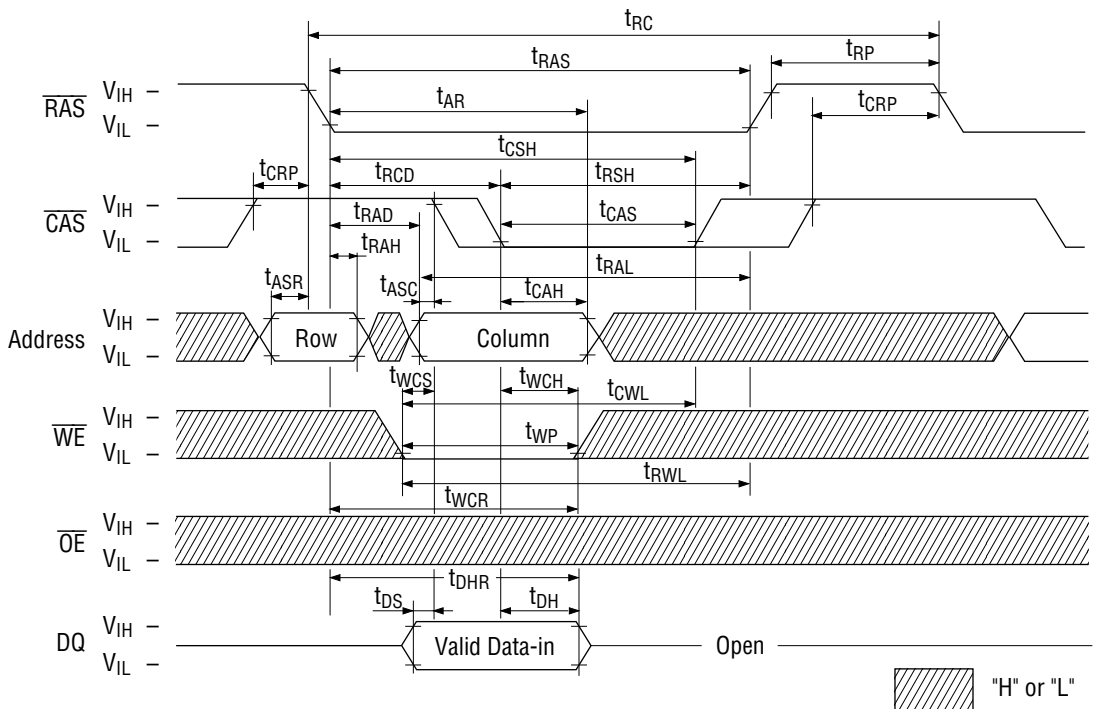 tRC
tRP
tRAS
RAS
VIH
tAR
VIL
tCRP
tCSH
tCRP
tRCD
tRSH
CAS
VIH
tCAS
tRAD
VIL
tRAH
tRAL
tASR
tASC
tCAH
Address
VIH
Row
Column
VIL
tWCS
tWCH
tCWL
WE
VIH
tWP
VIL
tRWL
tWCR
OE
VIH
VIL
tDHR
tDS
tDH
DQ
VIH
Valid Data-in
Open
VIL
"H" or "L"